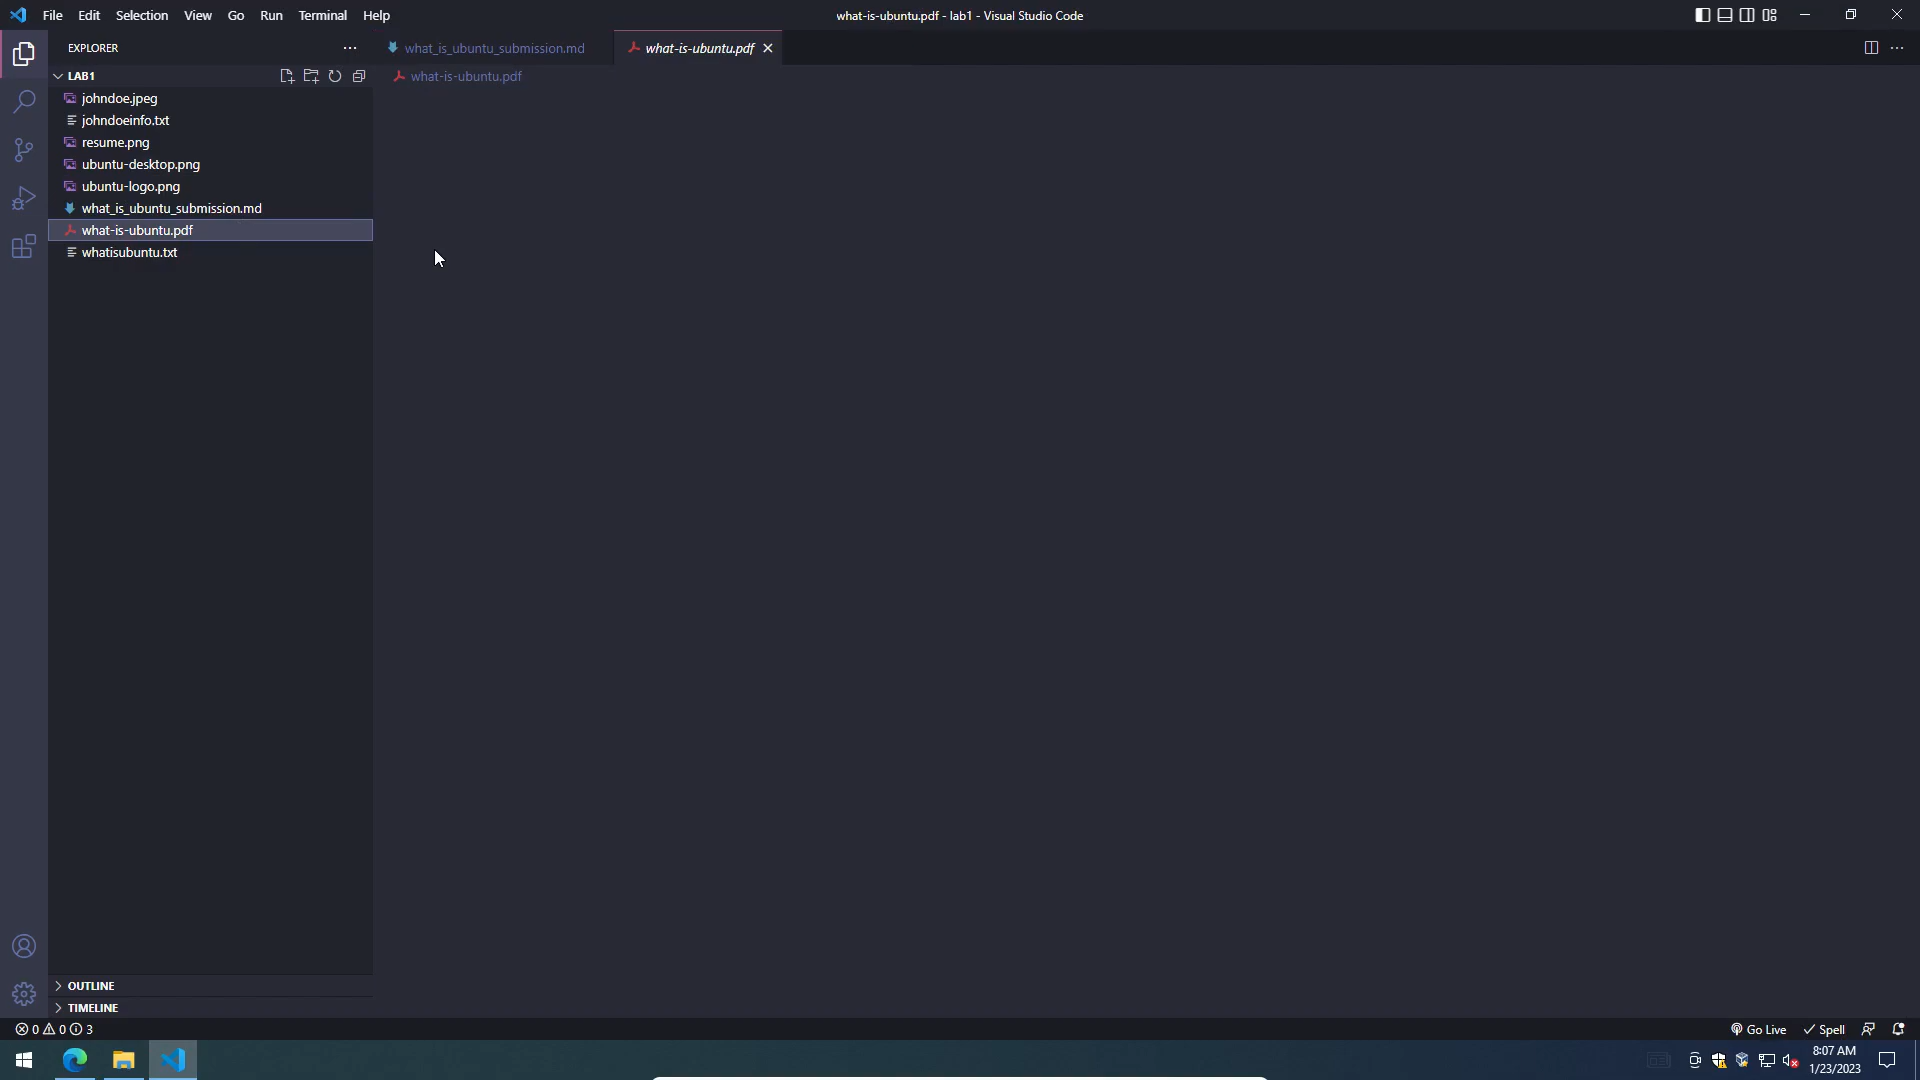 File Edit Selection View Go Run Terminal Help
what-is-ubuntu.pdf - lab1 - Visual Studio Code
EXPLORER
what_is_ubuntu_submission.md
what-is-ubuntu.pdf
LAB1
what-is-ubuntu.pdf
johndoe.jpeg
johndoeinfo.txt
resume.png
ubuntu-desktop.png
ubuntu-logo.png
what_is_ubuntu_submission.md
what-is-ubuntu.pdf
whatisubuntu.txt
OUTLINE
TIMELINE
0 0 3
Go Live
Spell
8:07 AM
1/23/2023